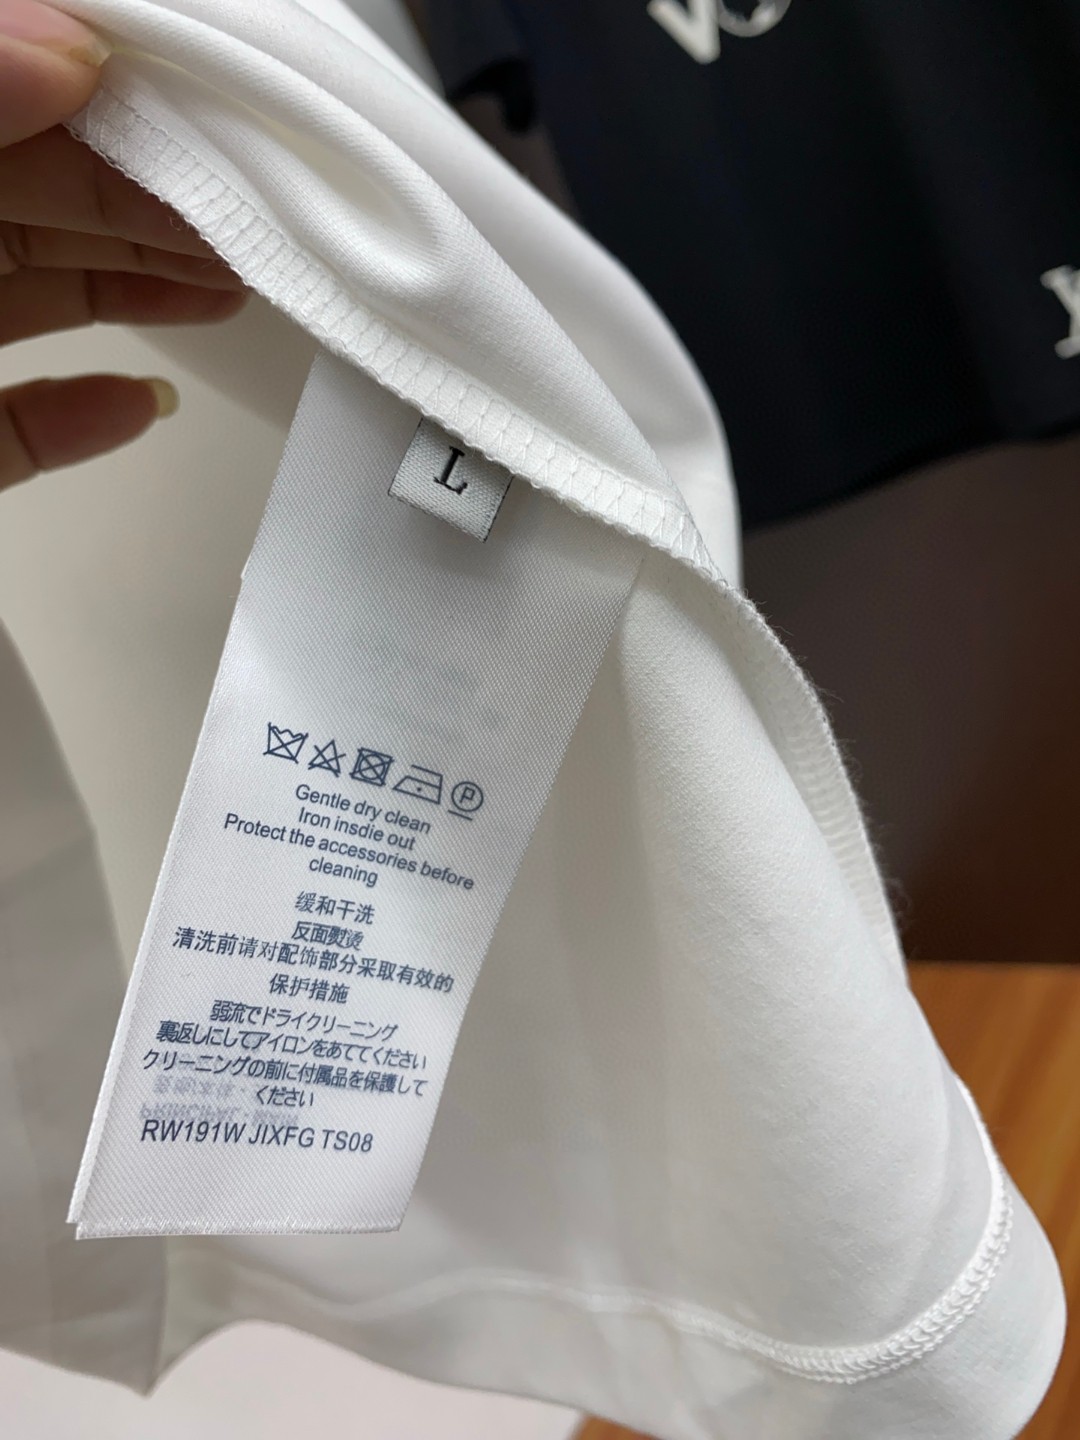 V
L
P
Gentle dry clean
Iron insdie out
Protect the accessories before
cleaning
缓和干洗
反面熨烫
清洗前请对配饰部分采取有效的
保护措施
弱流でドライクリーニング
裏返しにしてアイロンをあててください
クリーニングの前に付属品を保護して
ください
RW191W JIXFG TS08